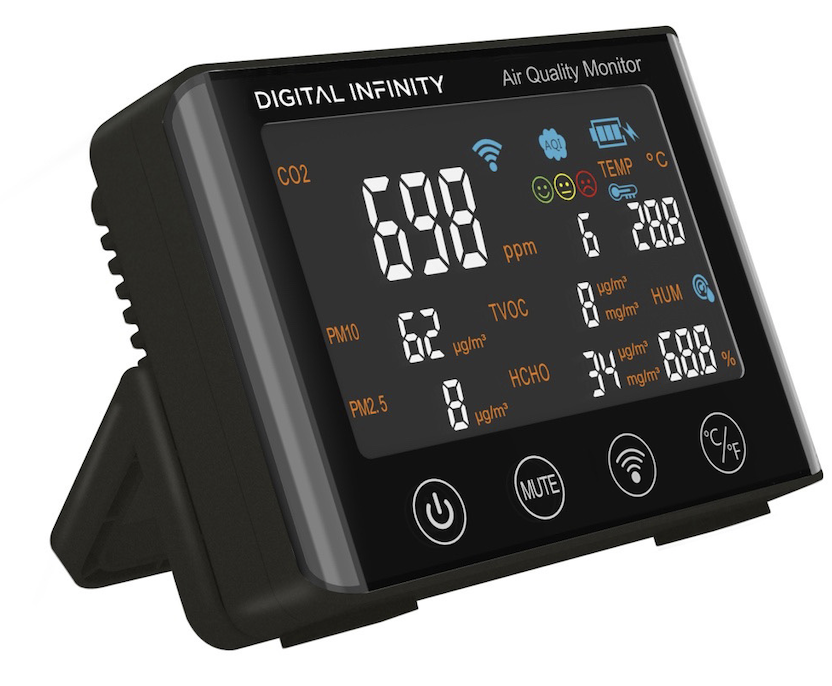 DIGITAL INFINITY
Air Quality Monitor
CO2
698
ppm
AQI
TEMP °C
6
28.8
PM10
62
µg/m³
TVOC
8
µg/m³
mg/m³
HUM
PM2.5
8
µg/m³
HCHO
34
µg/m³
mg/m³
68.8
%
MUTE
°C/°F